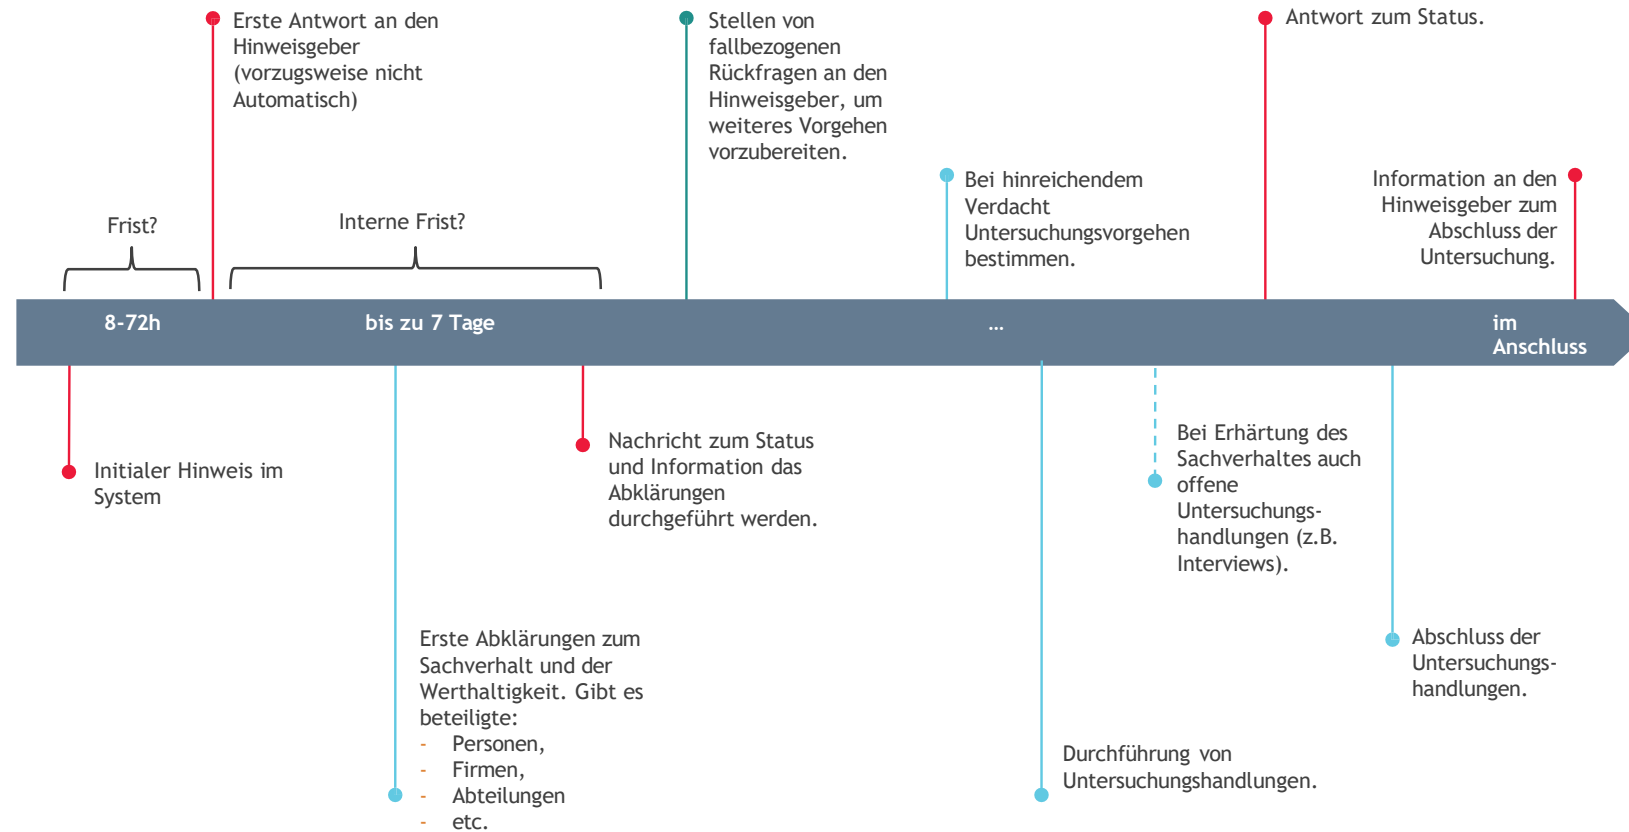 Erste Antwort an den
Hinweisgeber
(vorzugsweise nicht
Automatisch)
Stellen von
fallbezogenen
Rückfragen an den
Hinweisgeber, um
weiteres Vorgehen
vorzubereiten.
Antwort zum Status.
Bei hinreichendem
Verdacht
Untersuchungsvorgehen
bestimmen.
Information an den
Hinweisgeber zum
Abschluss der
Untersuchung.
Frist?
Interne Frist?
8-72h
bis zu 7 Tage
…
im
Anschluss
Initialer Hinweis im
System
Nachricht zum Status
und Information das
Abklärungen
durchgeführt werden.
Bei Erhärtung des
Sachverhaltes auch
offene
Untersuchungs-
handlungen (z.B.
Interviews).
Erste Abklärungen zum
Sachverhalt und der
Werthaltigkeit. Gibt es
beteiligte:
- Personen,
- Firmen,
- Abteilungen
- etc.
Abschluss der
Untersuchungs-
handlungen.
Durchführung von
Untersuchungshandlungen.